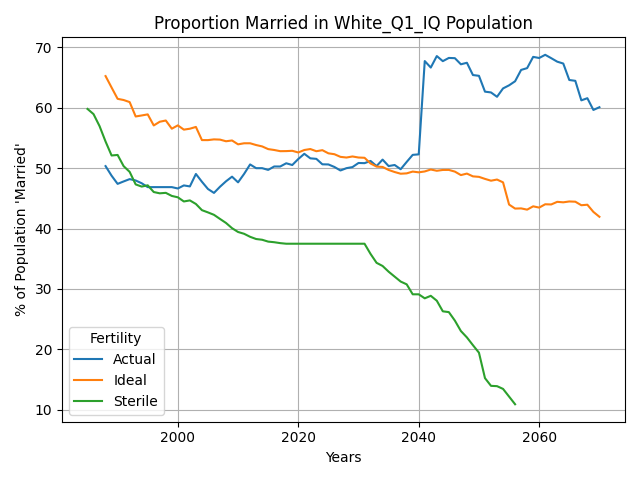 Proportion Married in White_Q1_IQ Population
% of Population 'Married'
70
60
50
40
30
20
10
Fertility
Actual
Ideal
Sterile
2000 2020 2040 2060
Years